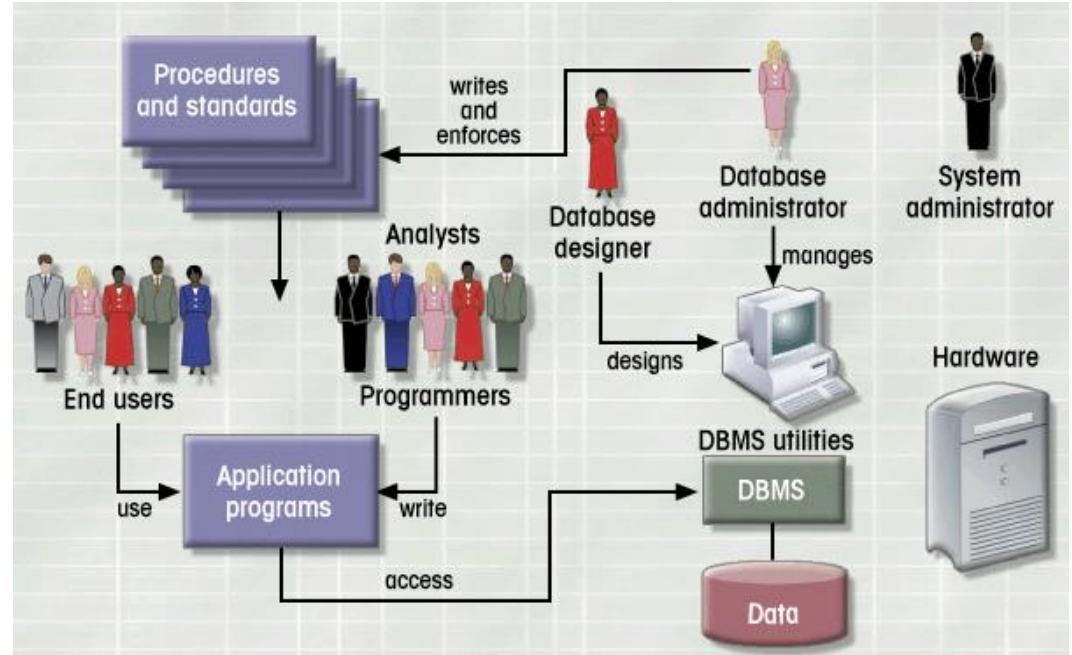 Procedures
and standards
writes
and
enforces
Database
designer
Database
administrator
System
administrator
manages
Analysts
designs
Hardware
End users
Programmers
DBMS utilities
Application
programs
use
write
DBMS
access
Data